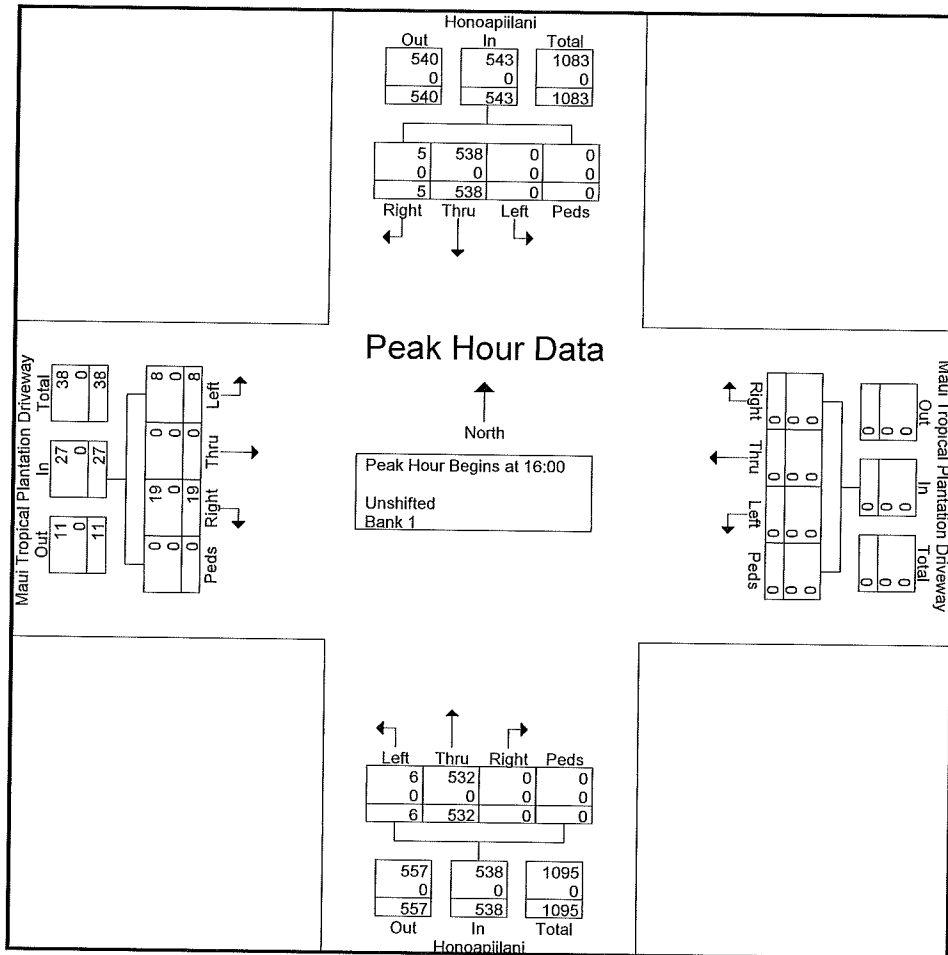 Honoapiilani
Out In Total
540 543 1083
0 0 0
540 543 1083
5 538 0 0
0 0 0 0
5 538 0 0
Right Thru Left Peds
Peak Hour Data
North
Peak Hour Begins at 16:00
Unshifted
Bank 1
Maui Tropical Plantation Driveway
Total In Out
38 27 11
0 0 0
38 27 11
8 0 19 0
0 0 0 0
8 0 19 0
Left Thru Right Peds
Right Thru Left Peds
0 0 0 0
0 0 0 0
0 0 0 0
0 0 0
0 0 0
0 0 0
Out In Total
Maui Tropical Plantation Driveway
Left Thru Right Peds
6 532 0 0
0 0 0 0
6 532 0 0
557 538 1095
0 0 0
557 538 1095
Out In Total
Honoapiilani